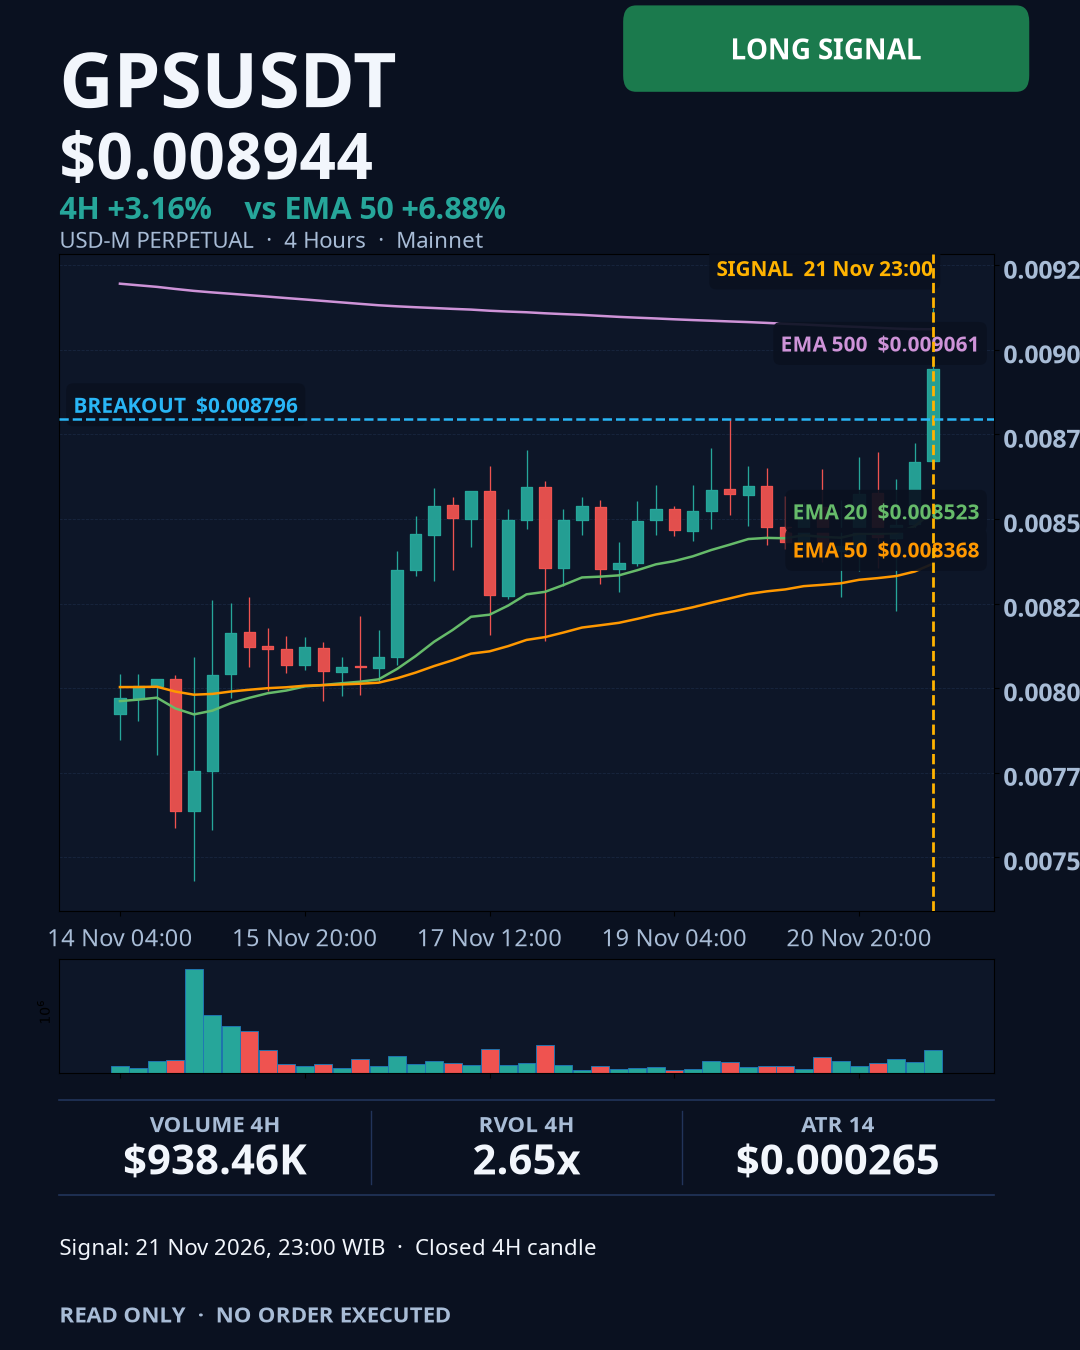 LONG SIGNAL
GPSUSDT
$0.008944
4H +3.16%    vs EMA 50 +6.88%
USD-M PERPETUAL · 4 Hours · Mainnet
SIGNAL 21 Nov 23:00
0.0092
EMA 500 $0.009061
0.0090
BREAKOUT $0.008796
0.0087
EMA 20 $0.008523
0.0085
EMA 50 $0.008368
0.0082
0.0080
0.0077
0.0075
14 Nov 04:00 15 Nov 20:00 17 Nov 12:00 19 Nov 04:00 20 Nov 20:00
10⁶
VOLUME 4H RVOL 4H ATR 14
$938.46K 2.65x $0.000265
Signal: 21 Nov 2026, 23:00 WIB · Closed 4H candle
READ ONLY · NO ORDER EXECUTED